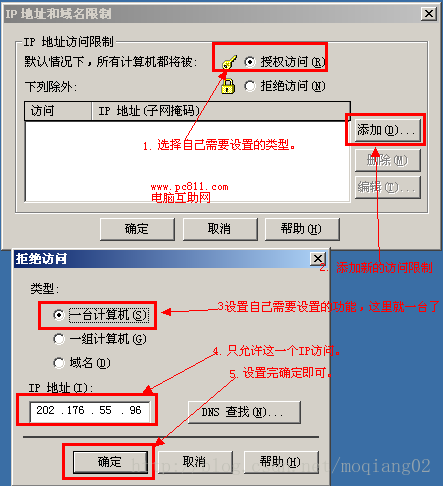 IP 地址和域名限制
IP 地址访问限制
默认情况下，所有计算机都将被：
授权访问(R)
下列除外：
拒绝访问(N)
访问
IP 地址(子网掩码)
添加(D)...
1. 选择自己需要设置的类型。
删除(M)
www.pc811.com
编辑(T)...
电脑互助网
确定
取消
帮助(H)
拒绝访问
2. 添加新的访问限制
类型：
一台计算机(S)
3设置自己需要设置的功能，这里就一台了
一组计算机(G)
域名(D)
4. 只允许这一个IP访问。
IP 地址(I)：
5. 设置完确定即可。
202 .176 .55 .96
DNS 查找(N)...
确定
取消
帮助(H)
net/moqiang02